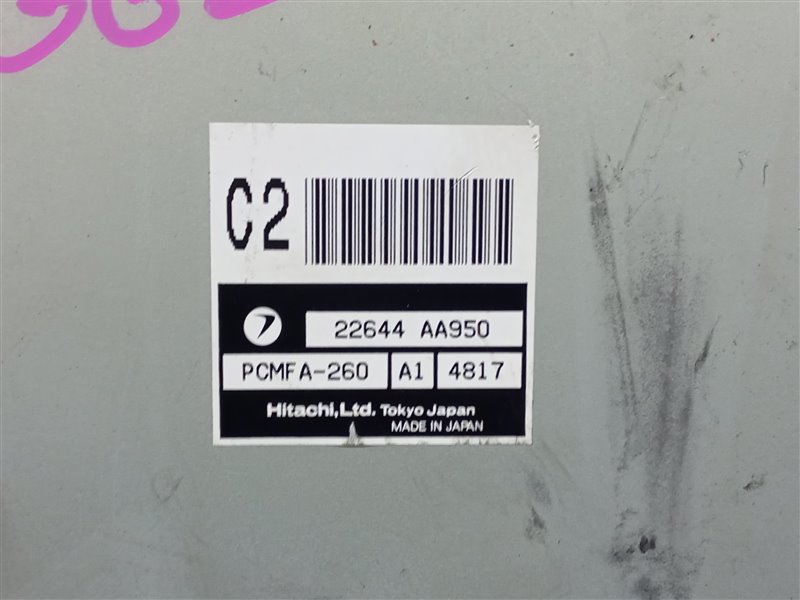 C2
22644 AA950
PCMFA-260 A1 4817
Hitachi,Ltd. Tokyo Japan
MADE IN JAPAN